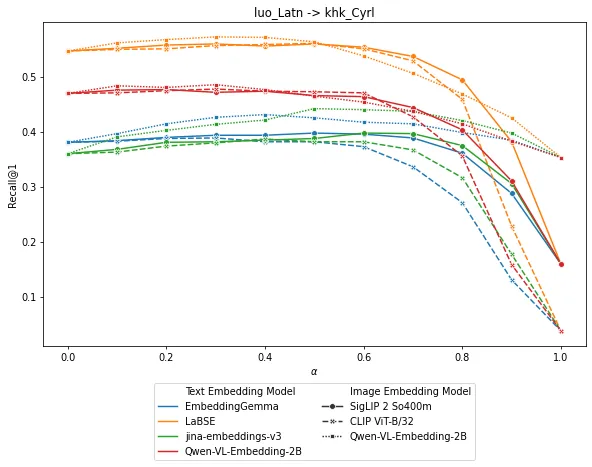 luo_Latn -> khk_Cyrl
Recall@1
0.5
0.4
0.3
0.2
0.1
0.0
0.2
0.4
0.6
0.8
1.0
α
Text Embedding Model
EmbeddingGemma
LaBSE
jina-embeddings-v3
Qwen-VL-Embedding-2B
Image Embedding Model
SigLIP 2 So400m
CLIP ViT-B/32
Qwen-VL-Embedding-2B